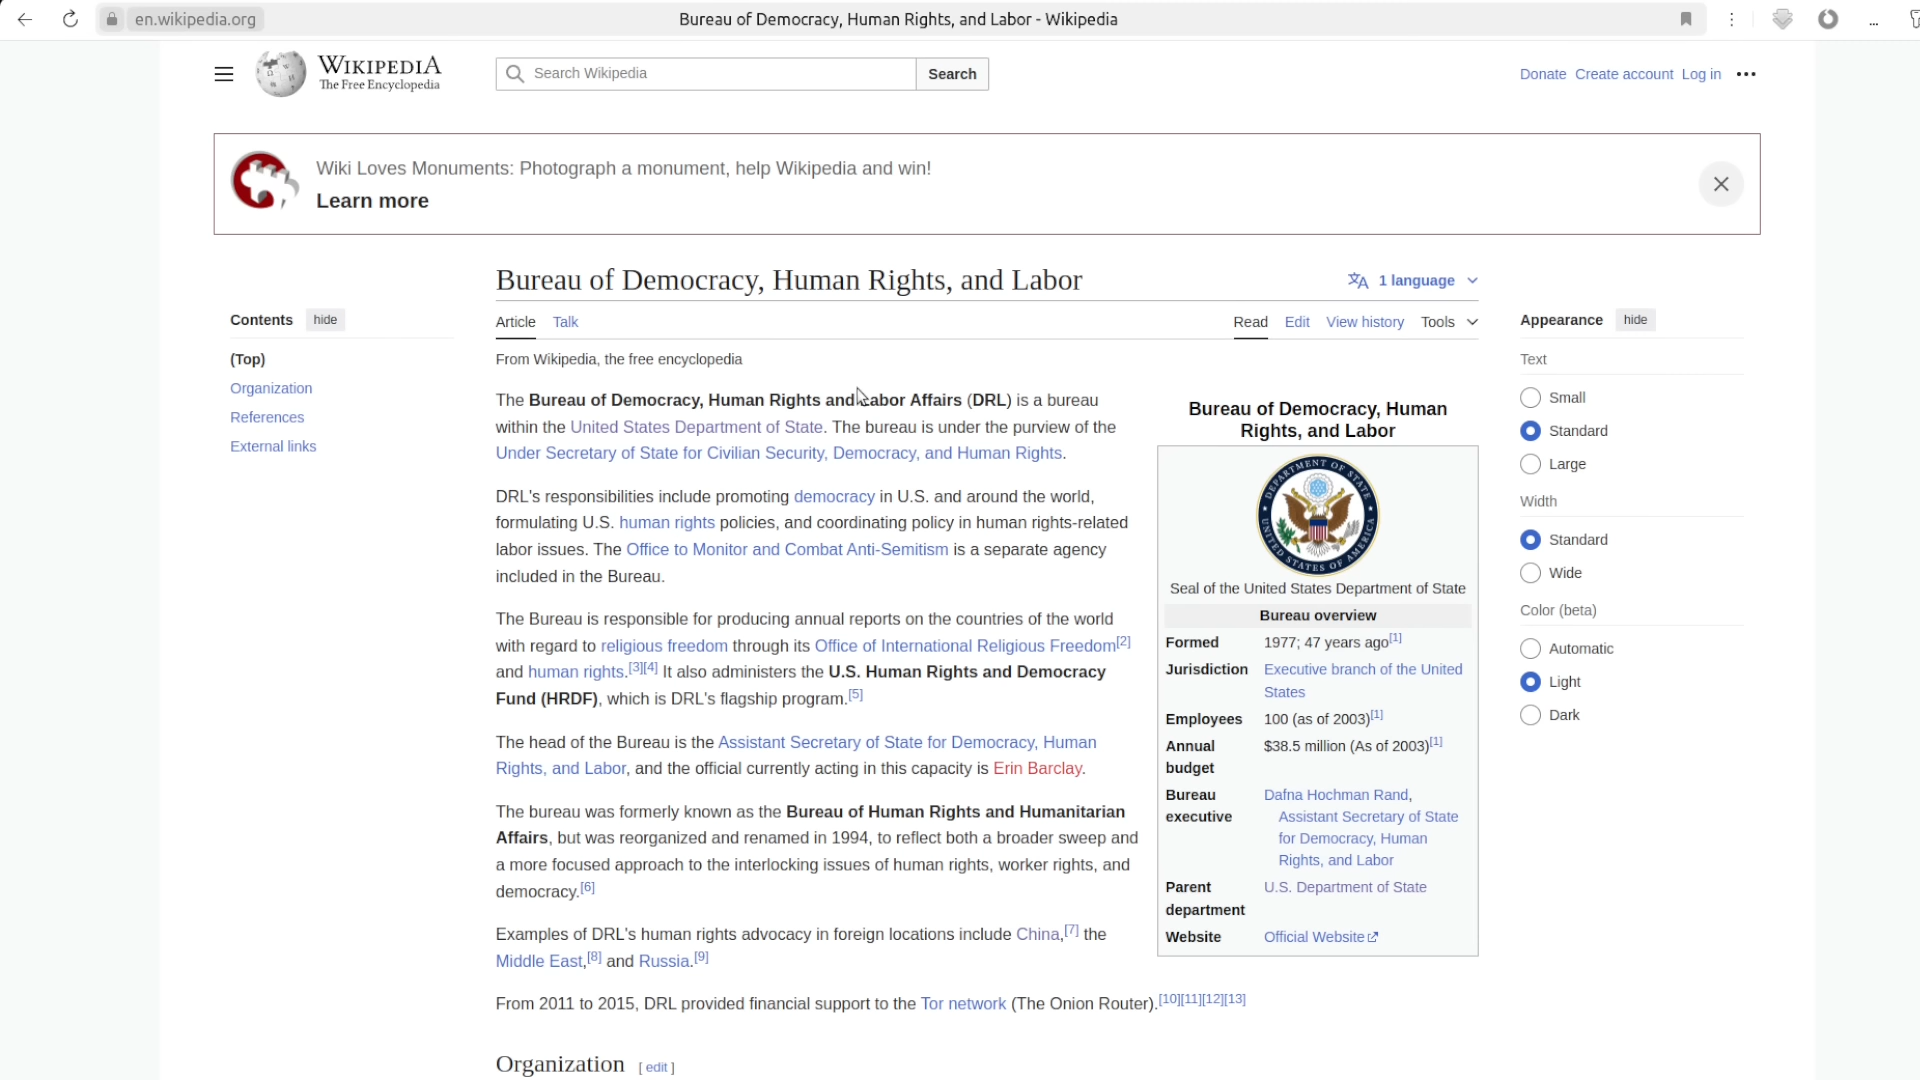 en.wikipedia.org
Bureau of Democracy, Human Rights, and Labor - Wikipedia
WIKIPEDIA
The Free Encyclopedia
Search Wikipedia
Search
Donate Create account Log in
Wiki Loves Monuments: Photograph a monument, help Wikipedia and win!
Learn more
Bureau of Democracy, Human Rights, and Labor
1 language
Contents hide
(Top)
Organization
References
External links
Article Talk
Read Edit View history Tools
From Wikipedia, the free encyclopedia
The Bureau of Democracy, Human Rights and Labor Affairs (DRL) is a bureau
within the United States Department of State. The bureau is under the purview of the
Under Secretary of State for Civilian Security, Democracy, and Human Rights.
DRL's responsibilities include promoting democracy in U.S. and around the world,
formulating U.S. human rights policies, and coordinating policy in human rights-related
labor issues. The Office to Monitor and Combat Anti-Semitism is a separate agency
included in the Bureau.
The Bureau is responsible for producing annual reports on the countries of the world
with regard to religious freedom through its Office of International Religious Freedom[2]
and human rights.[3][4] It also administers the U.S. Human Rights and Democracy
Fund (HRDF), which is DRL's flagship program.[5]
The head of the Bureau is the Assistant Secretary of State for Democracy, Human
Rights, and Labor, and the official currently acting in this capacity is Erin Barclay.
The bureau was formerly known as the Bureau of Human Rights and Humanitarian
Affairs, but was reorganized and renamed in 1994, to reflect both a broader sweep and
a more focused approach to the interlocking issues of human rights, worker rights, and
democracy.[6]
Examples of DRL's human rights advocacy in foreign locations include China,[7] the
Middle East,[8] and Russia.[9]
From 2011 to 2015, DRL provided financial support to the Tor network (The Onion Router).[10][11][12][13]
Organization [ edit ]
Bureau of Democracy, Human
Rights, and Labor
DEPARTMENT OF STATE
UNITED STATES OF AMERICA
Seal of the United States Department of State
Bureau overview
Formed 1977; 47 years ago[1]
Jurisdiction Executive branch of the United
States
Employees 100 (as of 2003)[1]
Annual $38.5 million (As of 2003)[1]
budget
Bureau Dafna Hochman Rand,
executive Assistant Secretary of State
for Democracy, Human
Rights, and Labor
Parent U.S. Department of State
department
Website Official Website
Appearance hide
Text
Small
Standard
Large
Width
Standard
Wide
Color (beta)
Automatic
Light
Dark